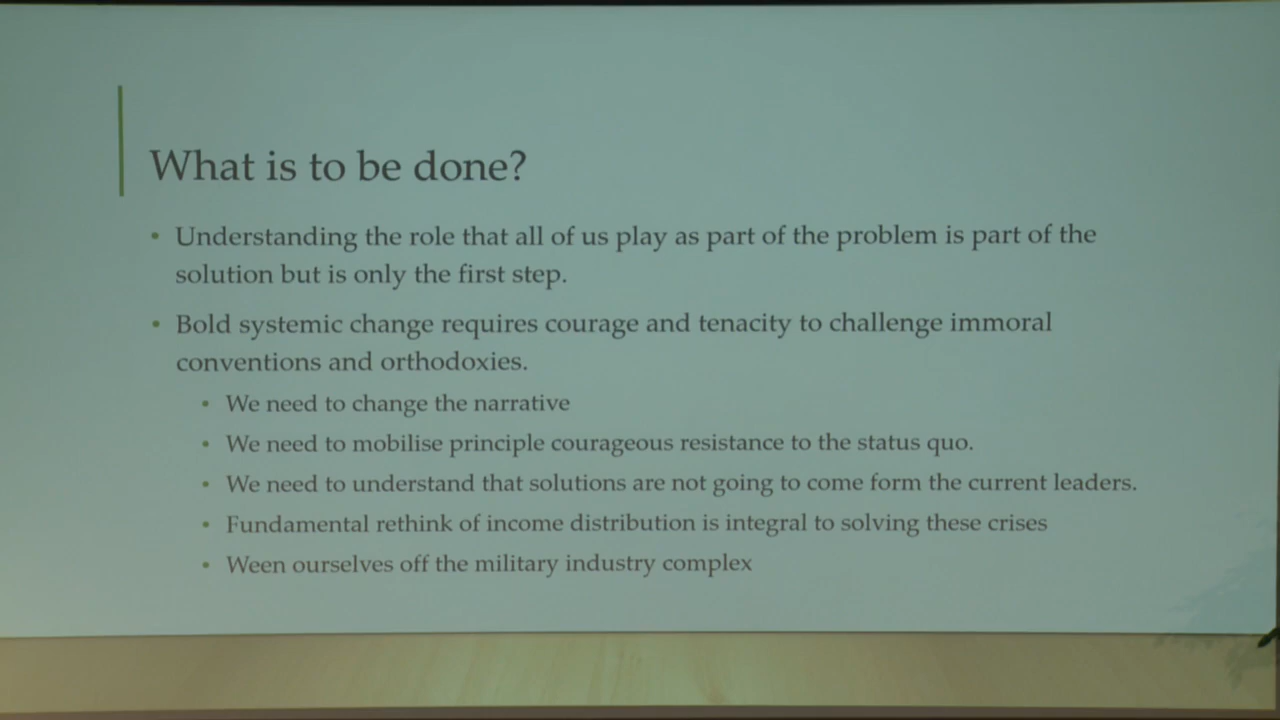 What is to be done?
• Understanding the role that all of us play as part of the problem is part of the
solution but is only the first step.
• Bold systemic change requires courage and tenacity to challenge immoral
conventions and orthodoxies.
• We need to change the narrative
• We need to mobilise principle courageous resistance to the status quo.
• We need to understand that solutions are not going to come form the current leaders.
• Fundamental rethink of income distribution is integral to solving these crises
• Ween ourselves off the military industry complex